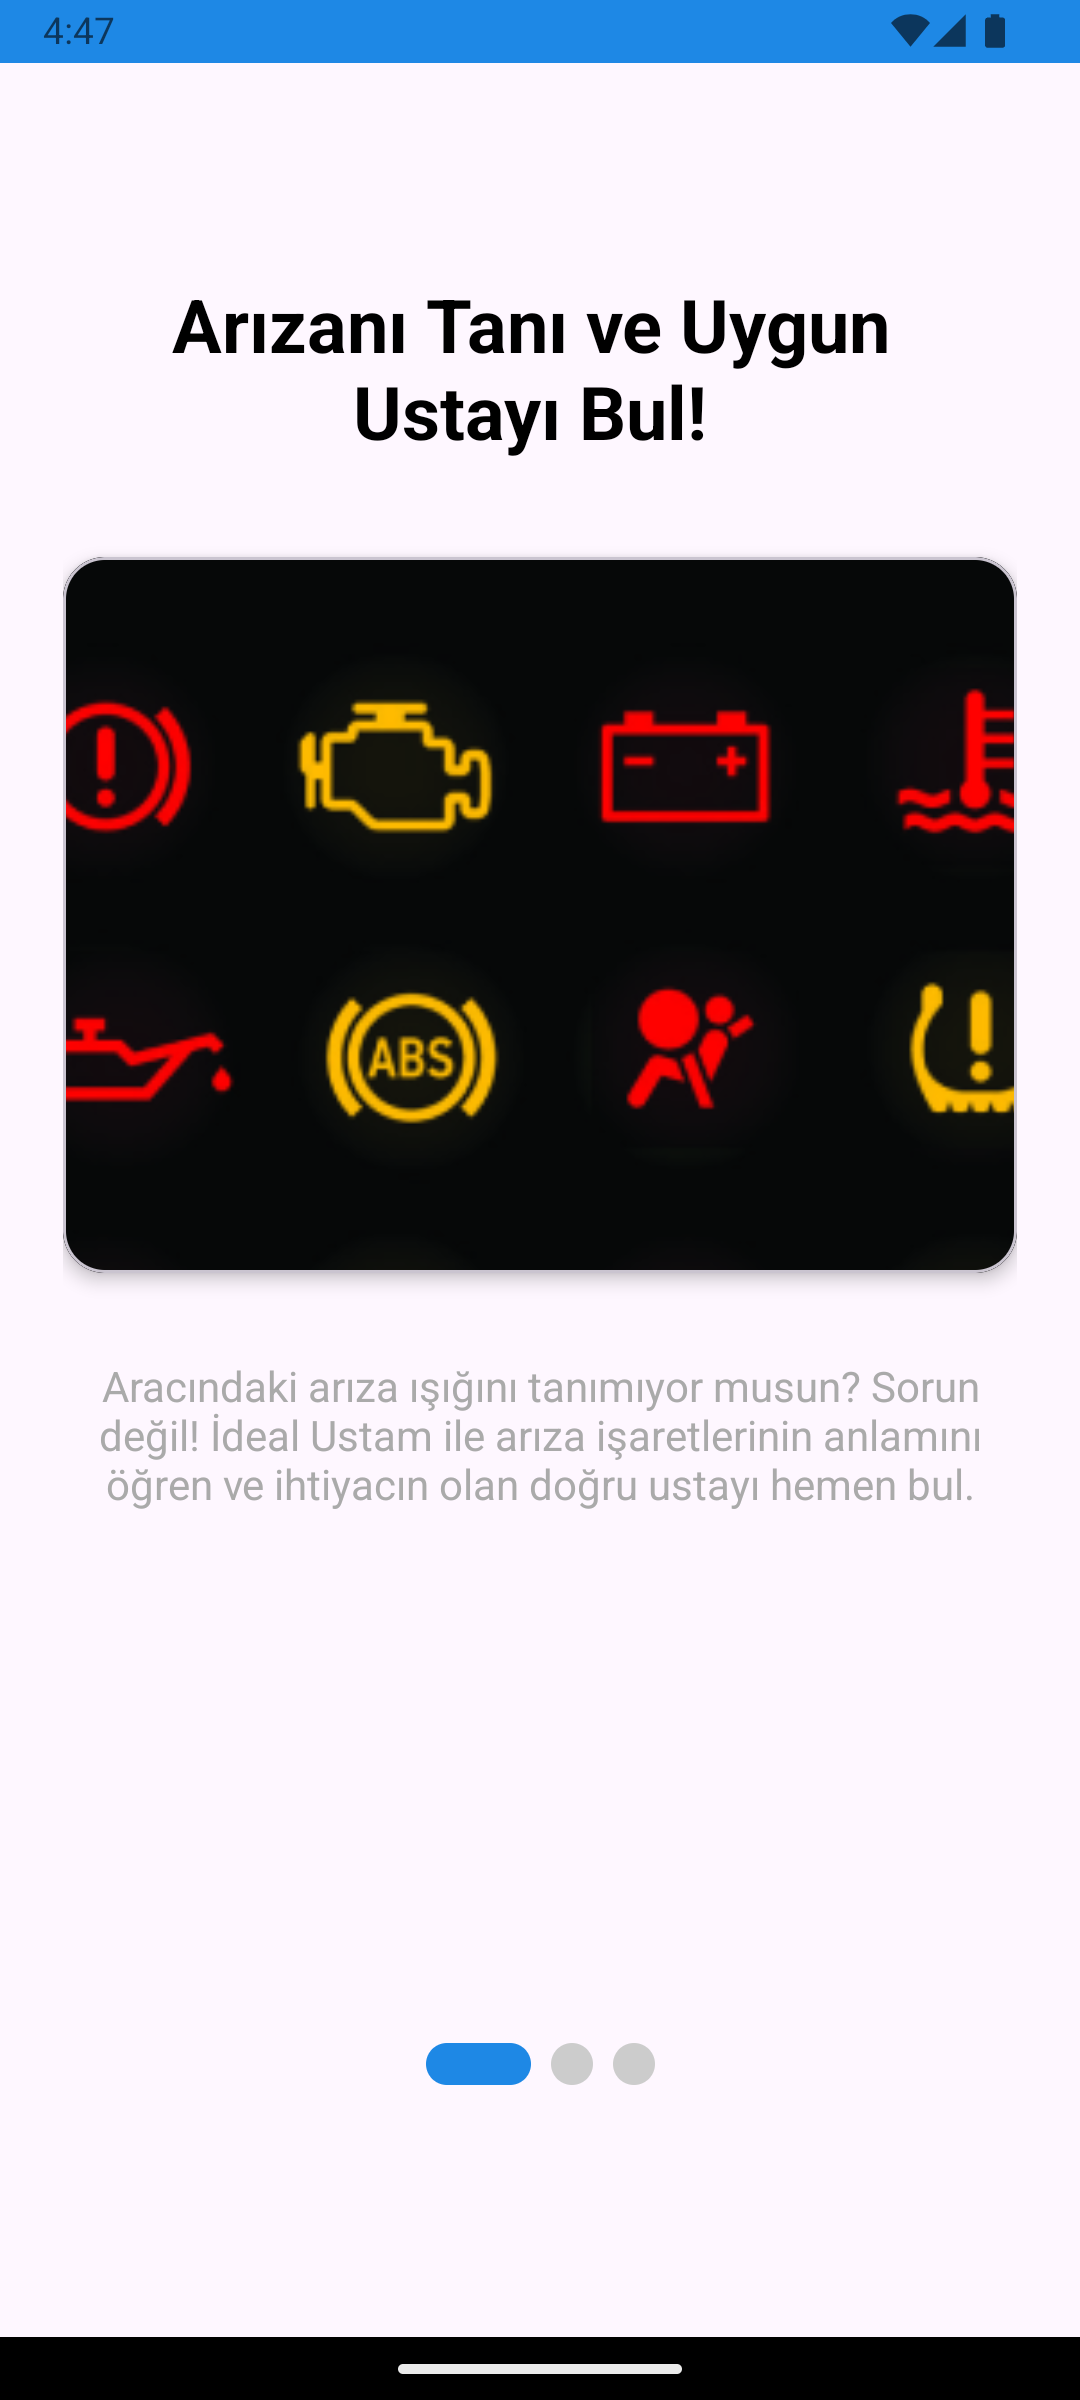 4:47
Arızanı Tanı ve Uygun
Ustayı Bul!
ABS
Aracındaki arıza ışığını tanımıyor musun? Sorun
değil! İdeal Ustam ile arıza işaretlerinin anlamını
öğren ve ihtiyacın olan doğru ustayı hemen bul.